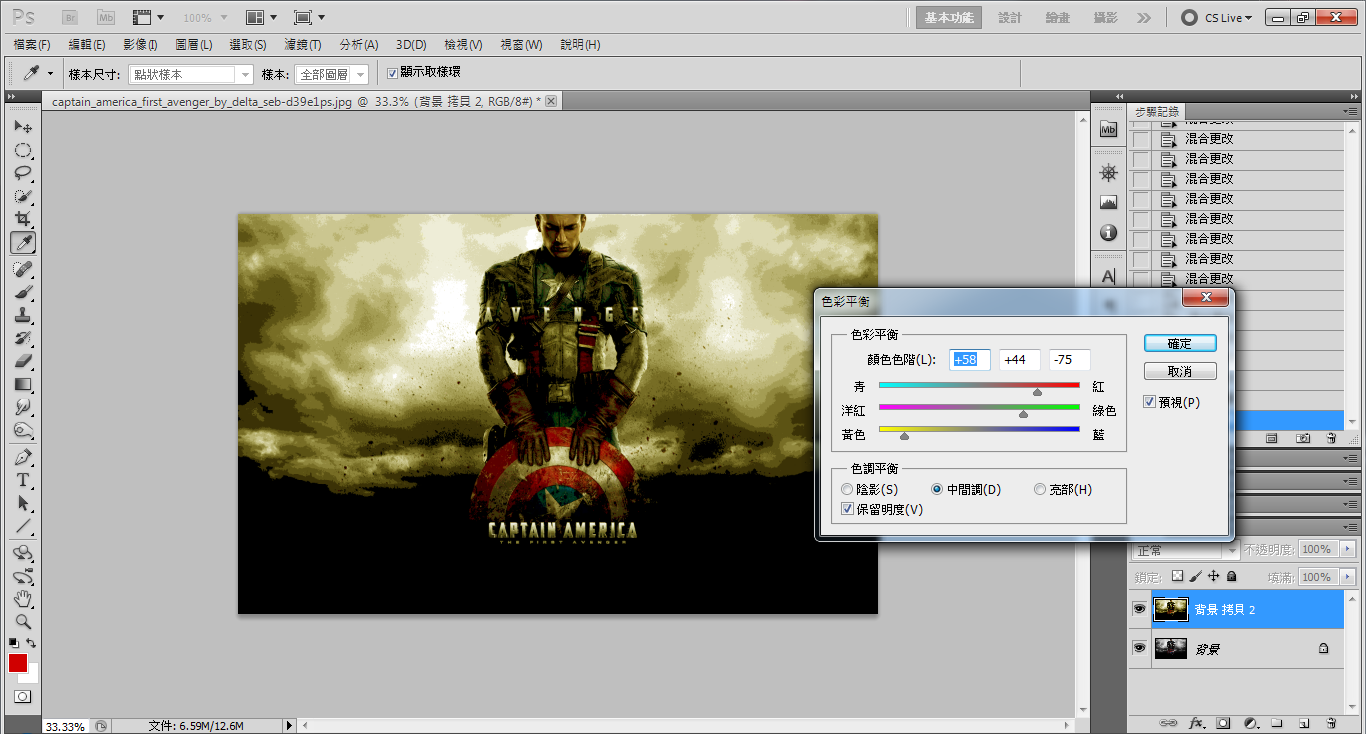 Ps Br Mb 100% 基本功能 設計 繪畫 攝影 CS Live
檔案(F) 編輯(E) 影像(I) 圖層(L) 選取(S) 濾鏡(T) 分析(A) 3D(D) 檢視(V) 視窗(W) 說明(H)
樣本尺寸: 點狀樣本 樣本: 全部圖層 顯示取樣環
captain_america_first_avenger_by_delta_seb-d39e1ps.jpg @ 33.3% (背景 拷貝 2, RGB/8#) *
AVENGE
CAPTAIN AMERICA
THE FIRST AVENGER
T
33.33% 文件: 6.59M/12.6M
Mb
A
步驟記錄
混合更改
混合更改
混合更改
混合更改
混合更改
混合更改
混合更改
混合更改
混合更改
色彩平衡
色彩平衡
顏色色階(L): +58 +44 -75
青 紅
洋紅 綠色
黃色 藍
色調平衡
陰影(S) 中間調(D) 亮部(H)
保留明度(V)
確定
取消
預視(P)
正常 不透明度: 100%
鎖定: 填滿: 100%
背景 拷貝 2
背景
fx